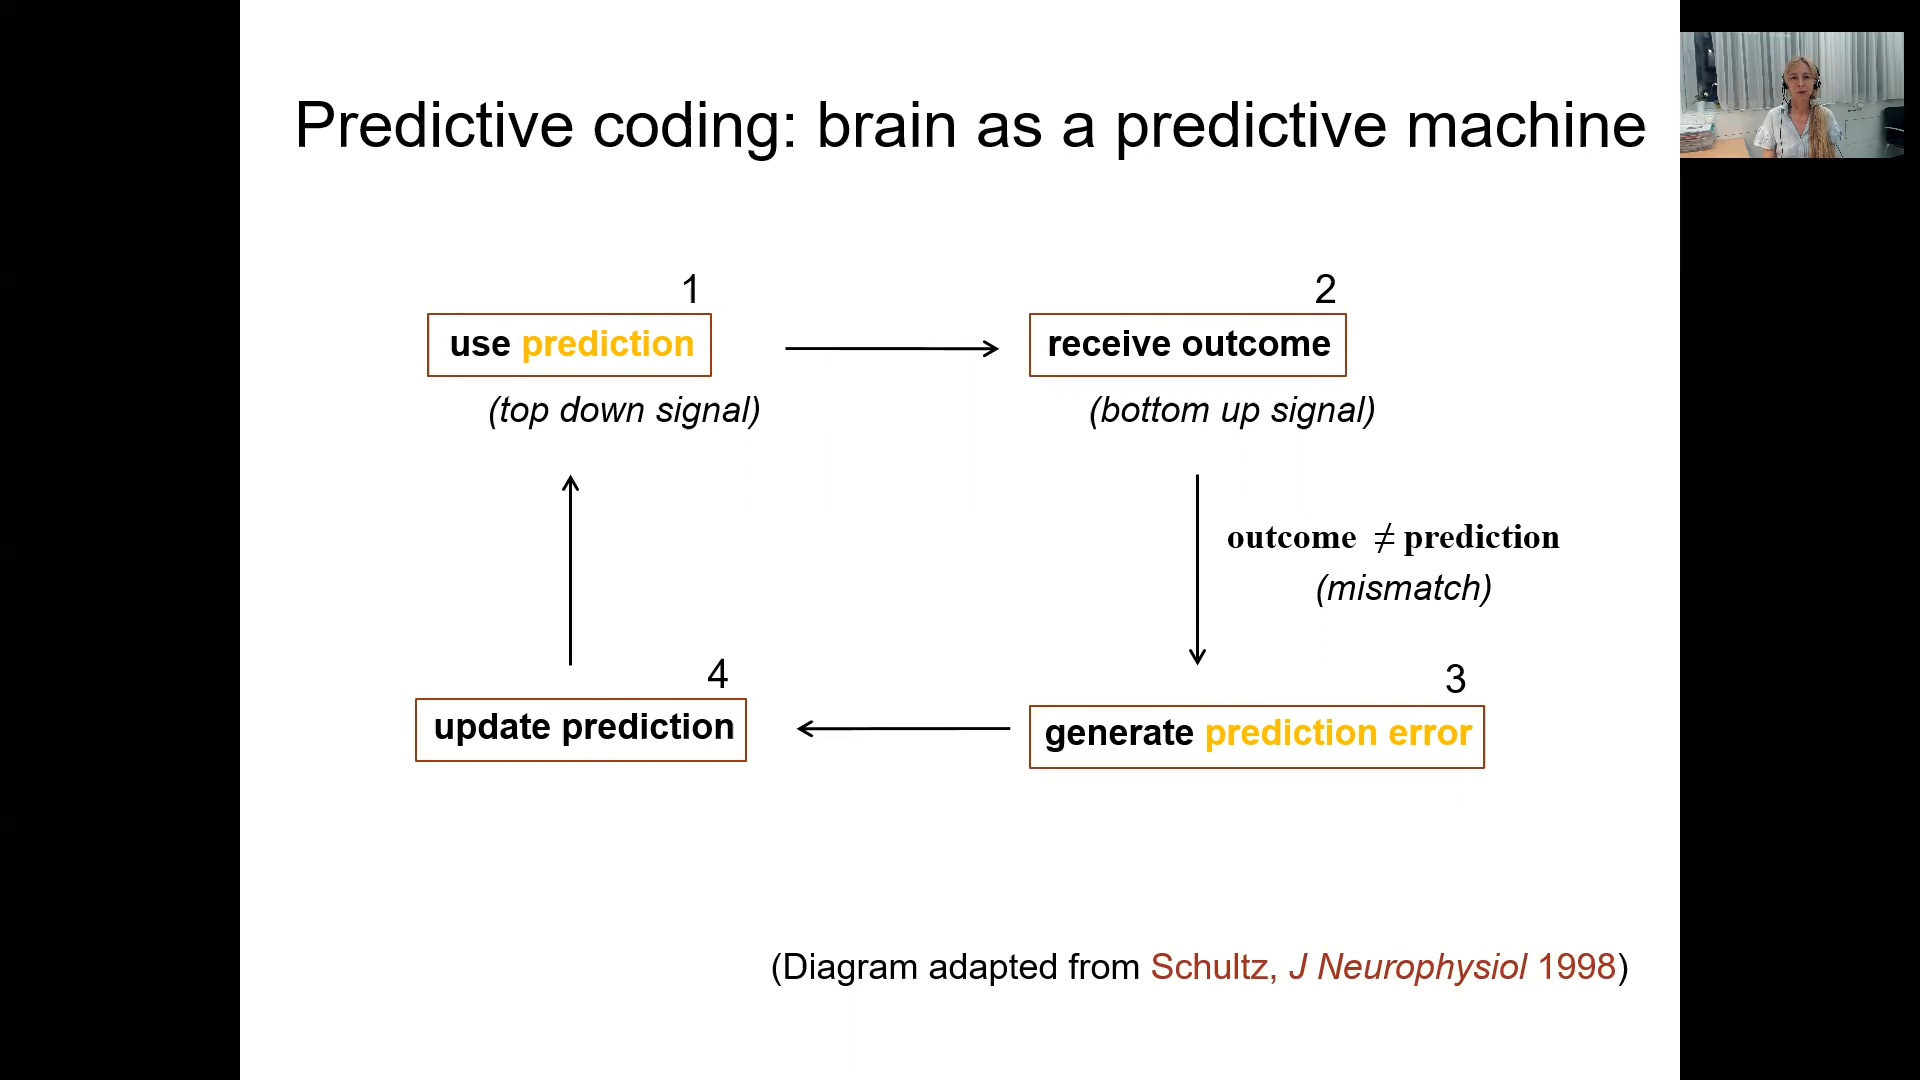 Predictive coding: brain as a predictive machine
1
use prediction
(top down signal)
2
receive outcome
(bottom up signal)
outcome ≠ prediction
(mismatch)
3
generate prediction error
4
update prediction
(Diagram adapted from Schultz, J Neurophysiol 1998)